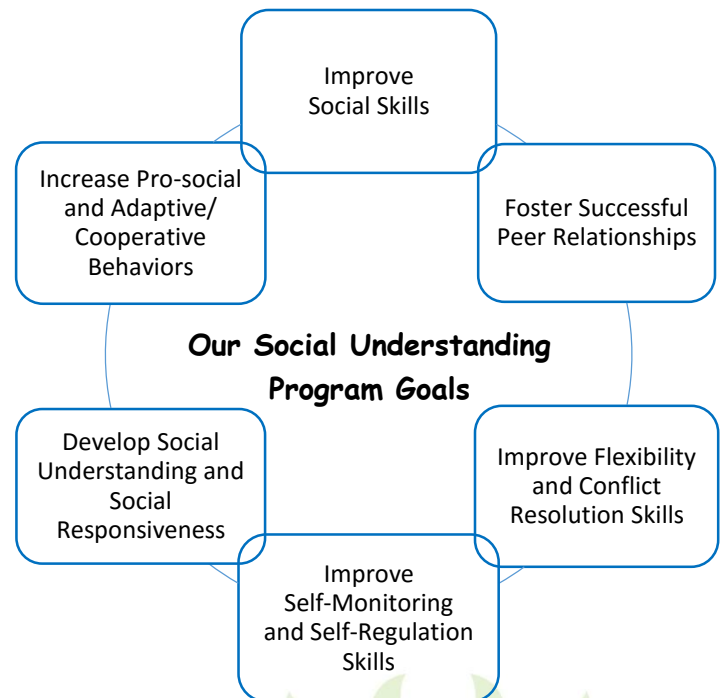 Improve
Social Skills
Foster Successful
Peer Relationships
Improve Flexibility
and Conflict
Resolution Skills
Improve
Self-Monitoring
and Self-Regulation
Skills
Develop Social
Understanding and
Social
Responsiveness
Increase Pro-social
and Adaptive/
Cooperative
Behaviors
Our Social Understanding
Program Goals